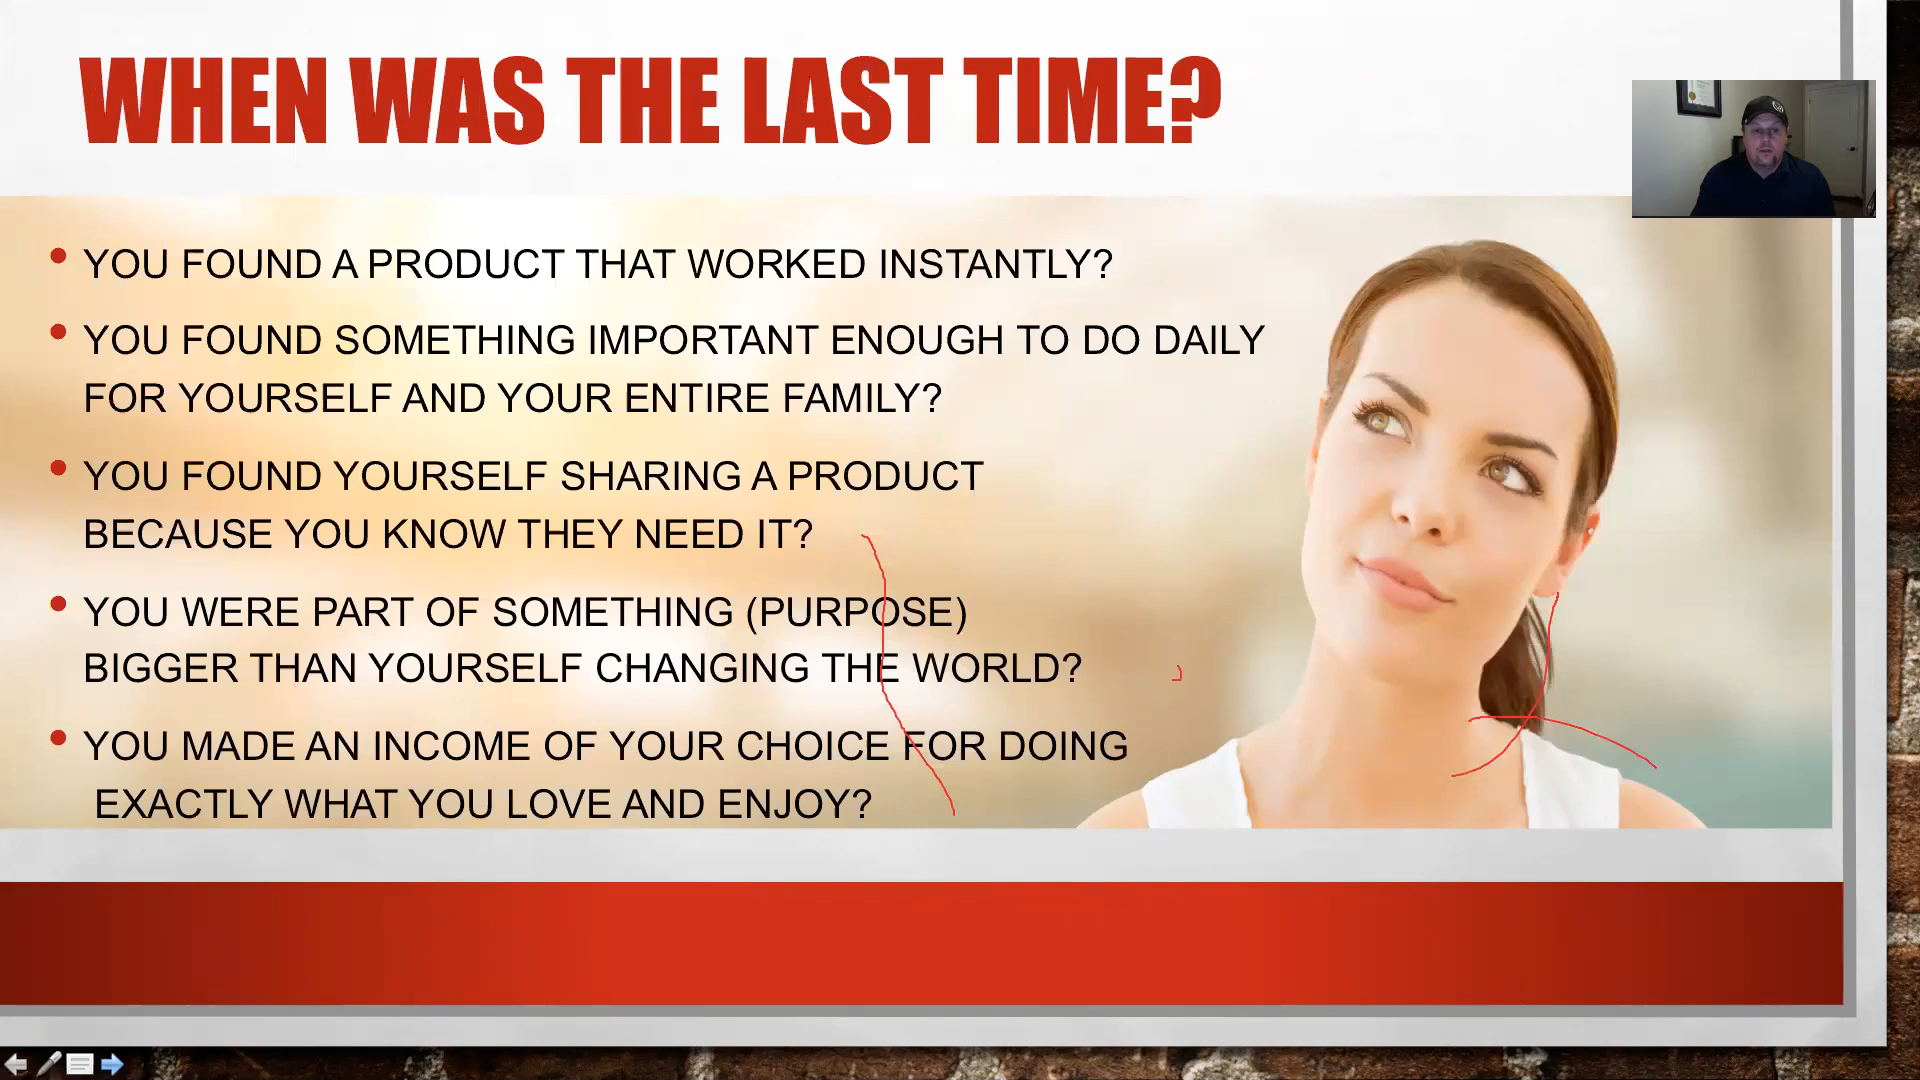 WHEN WAS THE LAST TIME?
YOU FOUND A PRODUCT THAT WORKED INSTANTLY?
YOU FOUND SOMETHING IMPORTANT ENOUGH TO DO DAILY
FOR YOURSELF AND YOUR ENTIRE FAMILY?
YOU FOUND YOURSELF SHARING A PRODUCT
BECAUSE YOU KNOW THEY NEED IT?
YOU WERE PART OF SOMETHING (PURPOSE)
BIGGER THAN YOURSELF CHANGING THE WORLD?
YOU MADE AN INCOME OF YOUR CHOICE FOR DOING
EXACTLY WHAT YOU LOVE AND ENJOY?